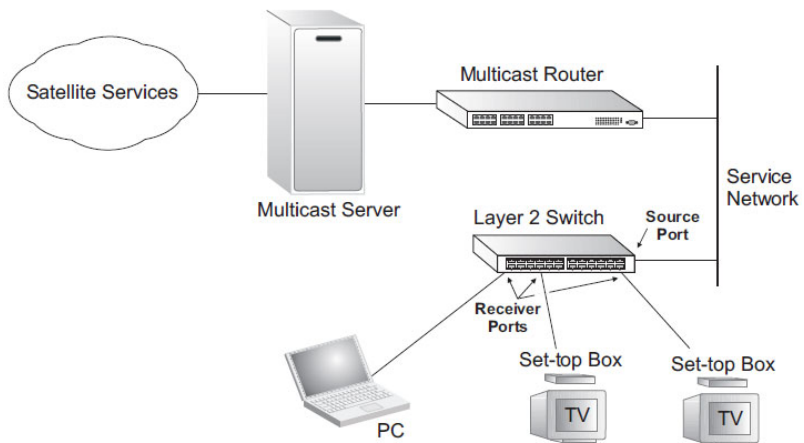 Satellite Services
Multicast Server
Multicast Router
Service
Network
Layer 2 Switch
Source
Port
Receiver
Ports
PC
Set-top Box
TV
Set-top Box
TV